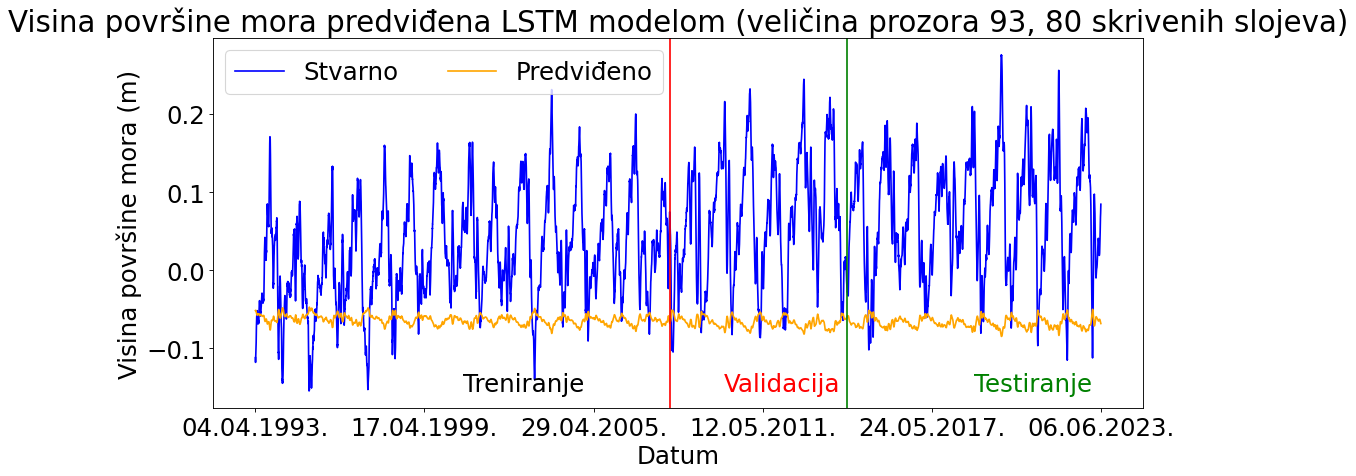 Visina površine mora predviđena LSTM modelom (veličina prozora 93, 80 skrivenih slojeva)
Stvarno Predviđeno
Visina površine mora (m)
0.2
0.1
0.0
−0.1
Treniranje Validacija Testiranje
04.04.1993. 17.04.1999. 29.04.2005. 12.05.2011. 24.05.2017. 06.06.2023.
Datum